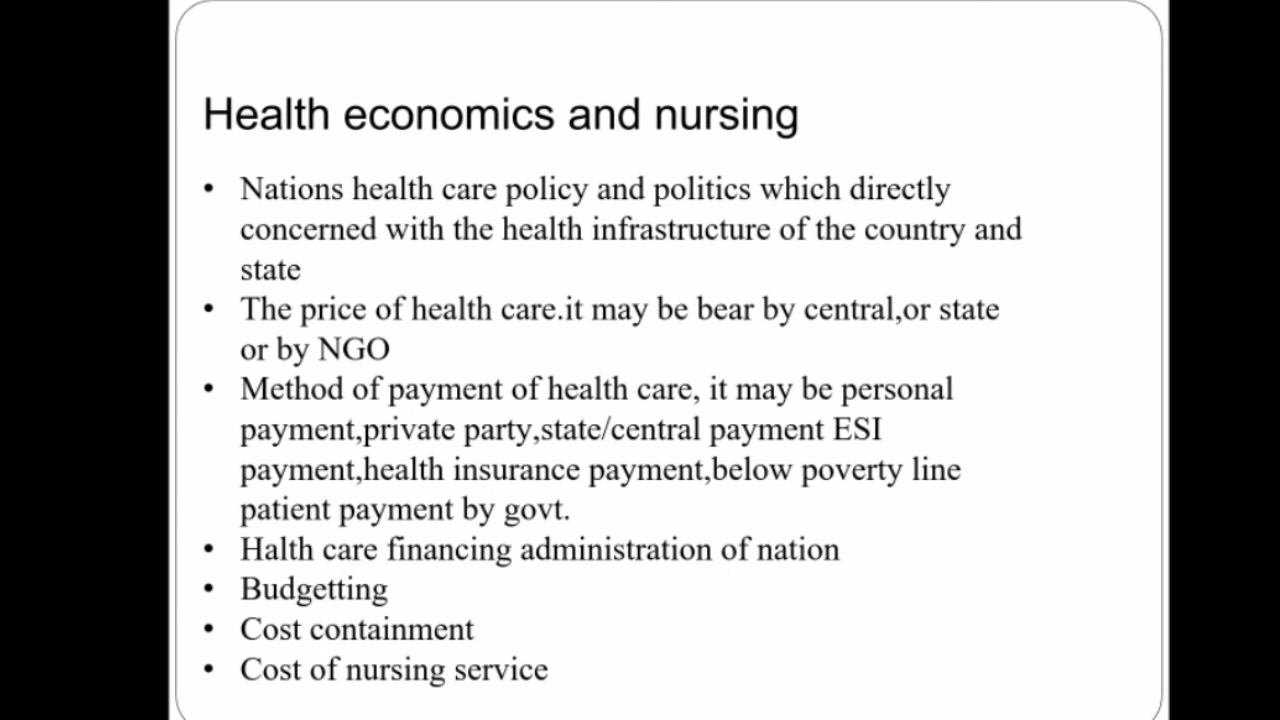 Health economics and nursing
• Nations health care policy and politics which directly
concerned with the health infrastructure of the country and
state
• The price of health care.it may be bear by central,or state
or by NGO
• Method of payment of health care, it may be personal
payment,private party,state/central payment ESI
payment,health insurance payment,below poverty line
patient payment by govt.
• Halth care financing administration of nation
• Budgetting
• Cost containment
• Cost of nursing service